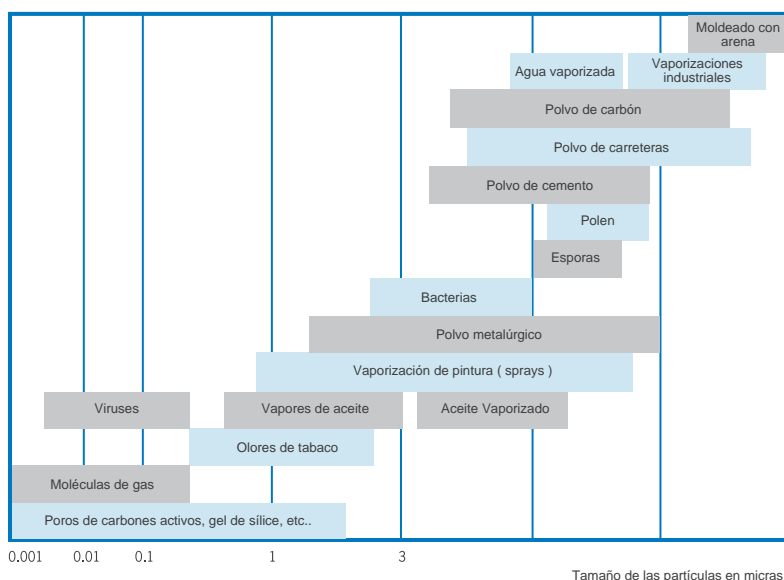 Moldeado con
arena
Agua vaporizada
Vaporizaciones
industriales
Polvo de carbón
Polvo de carreteras
Polvo de cemento
Polen
Esporas
Bacterias
Polvo metalúrgico
Vaporización de pintura ( sprays )
Viruses
Vapores de aceite
Aceite Vaporizado
Olores de tabaco
Moléculas de gas
Poros de carbones activos, gel de sílice, etc..
0.001 0.01 0.1 1 3
Tamaño de las partículas en micras